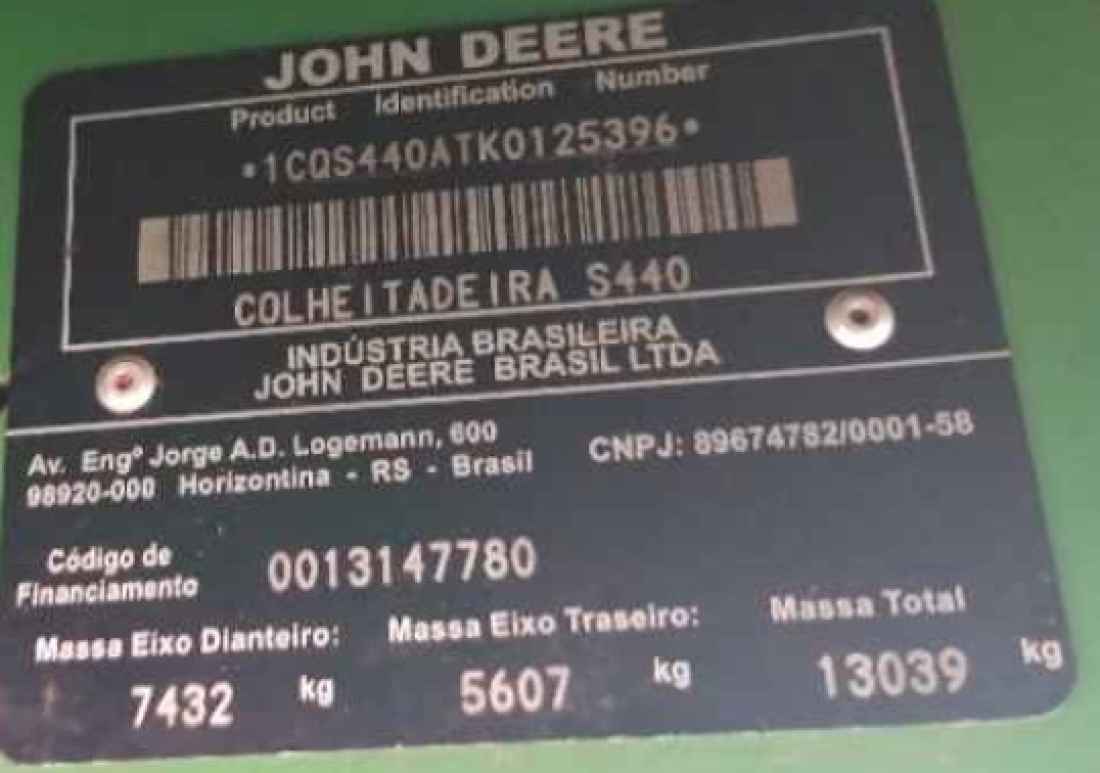 JOHN DEERE
Product Identification Number
*1CQS440ATK0125396*
COLHEITADEIRA S440
INDÚSTRIA BRASILEIRA
JOHN DEERE BRASIL LTDA
Av. Engº Jorge A.D. Logemann, 600
98920-000 Horizontina - RS - Brasil
CNPJ: 89674782/0001-58
Código de
Financiamento
0013147780
Massa Eixo Dianteiro: Massa Eixo Traseiro: Massa Total
7432 kg 5607 kg 13039 kg